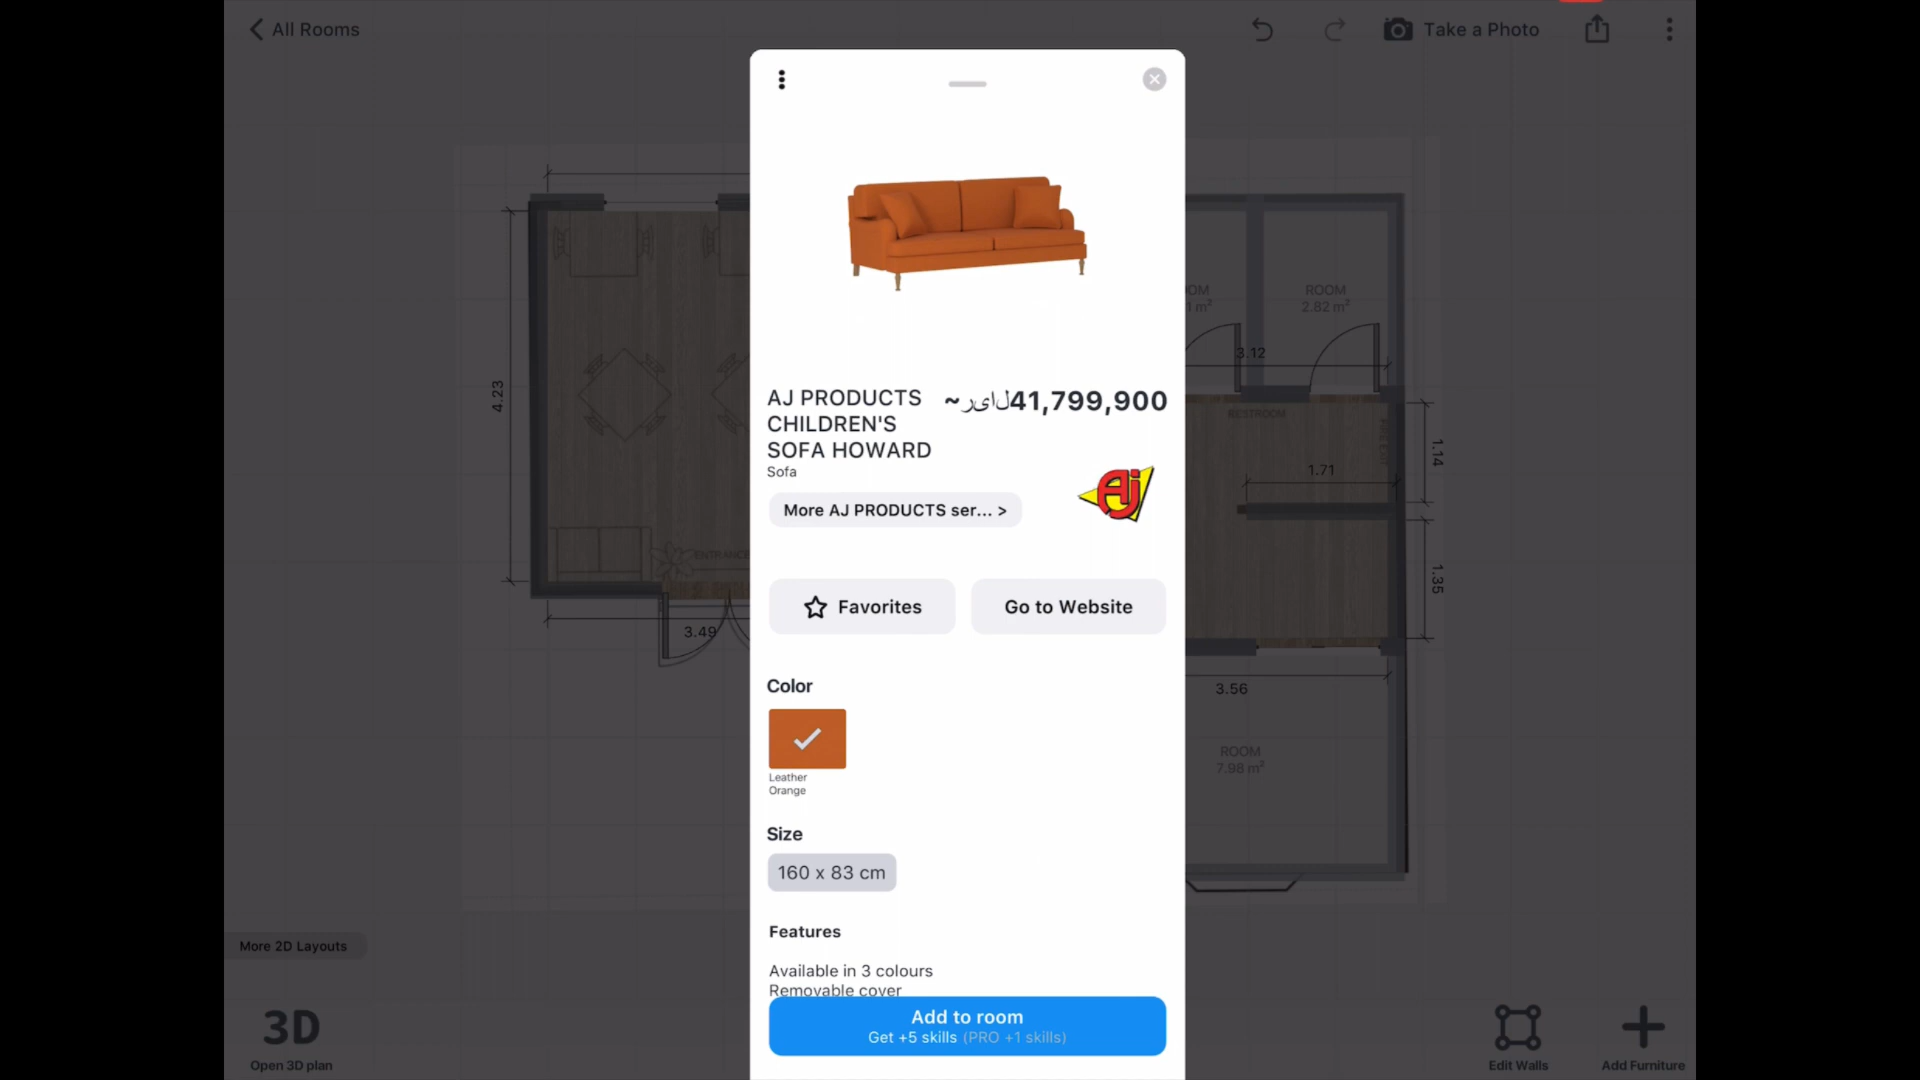 All Rooms
Take a Photo
AJ PRODUCTS
CHILDREN'S
SOFA HOWARD
~ریال41,799,900
Sofa
Aj
More AJ PRODUCTS ser... >
Favorites
Go to Website
Color
Leather
Orange
Size
160 x 83 cm
Features
Available in 3 colours
Removable cover
Add to room
Get +5 skills (PRO +1 skills)
4.23
3.49
ROOM
2.82 m²
3.12
RESTROOM
1.14
1.71
1.35
3.56
ROOM
7.98 m²
More 2D Layouts
3D
Open 3D plan
Edit Walls
Add Furniture